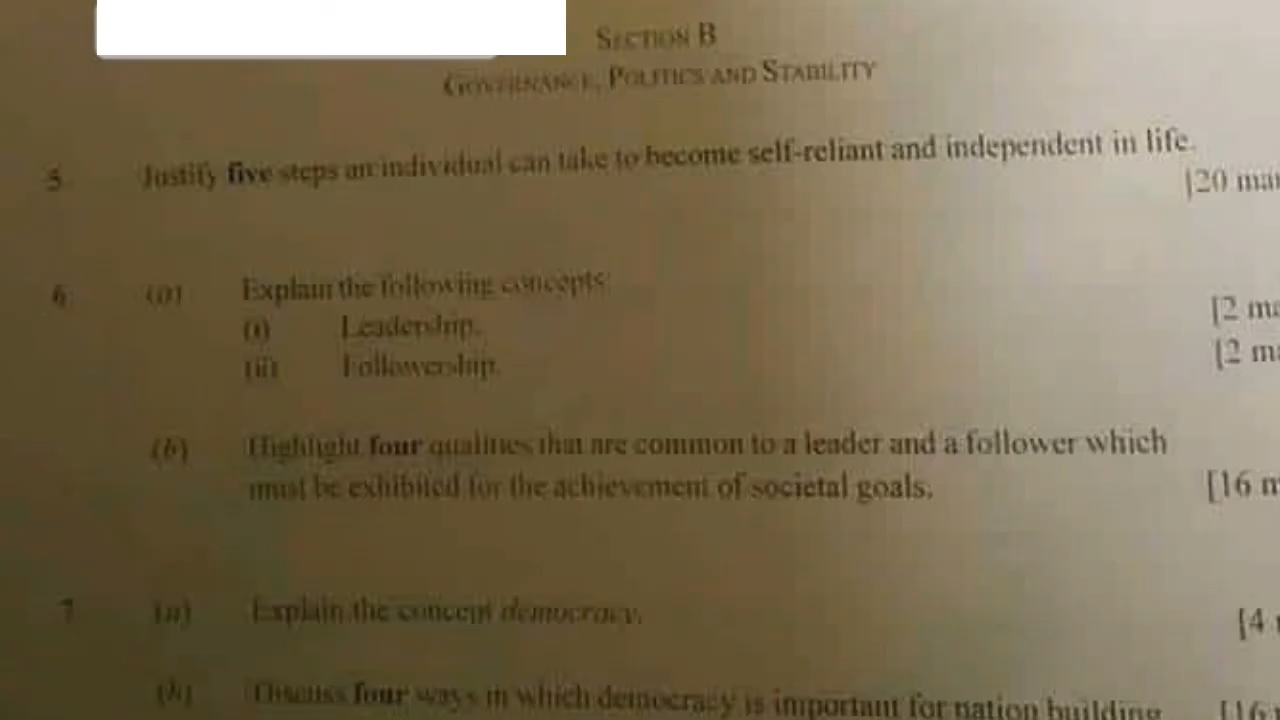 SECTION B
GOVERNANCE, POLITICS AND STABILITY
5. Justify five steps an individual can take to become self-reliant and independent in life.
[20 mar
6. (a) Explain the following concepts:
(i) Leadership. [2 ma
(ii) Followership. [2 ma
(b) Highlight four qualities that are common to a leader and a follower which
must be exhibited for the achievement of societal goals. [16 m
7. (a) Explain the concept democracy. [4
(b) Discuss four ways in which democracy is important for nation building. [16